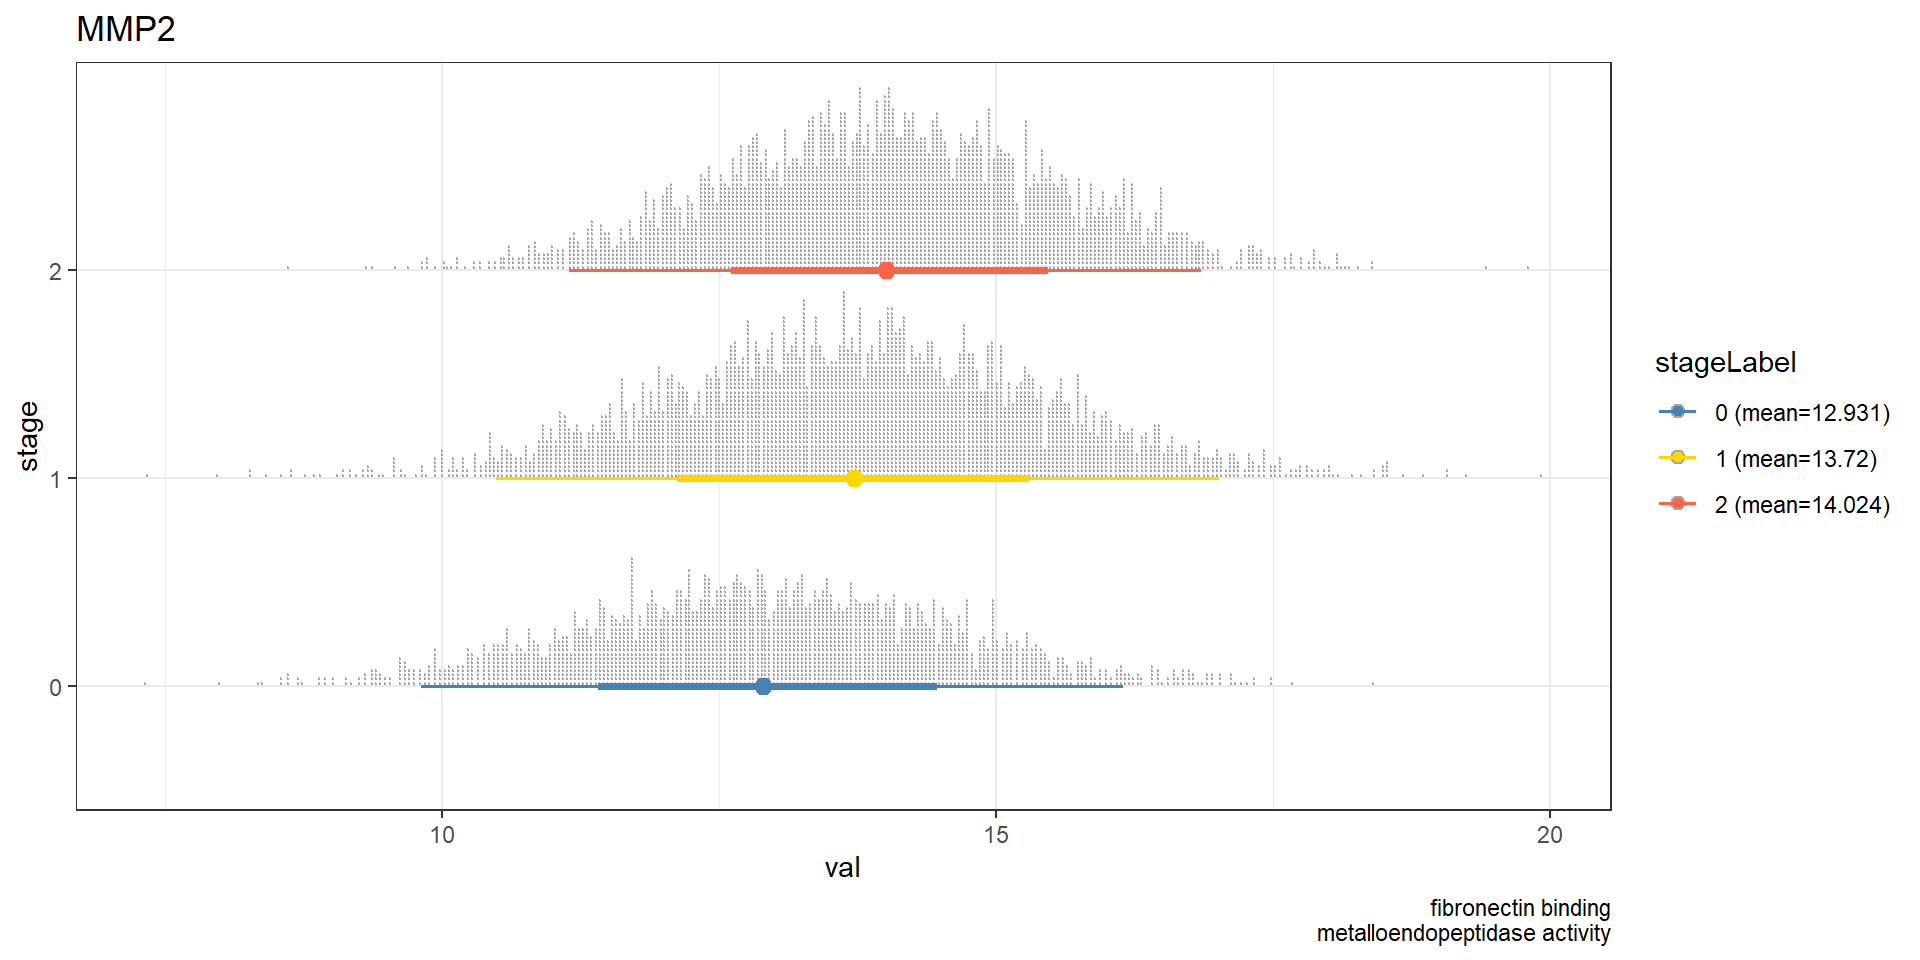 MMP2
stage
2
1
0
10 15 20
val
stageLabel
0 (mean=12.931)
1 (mean=13.72)
2 (mean=14.024)
fibronectin binding
metalloendopeptidase activity